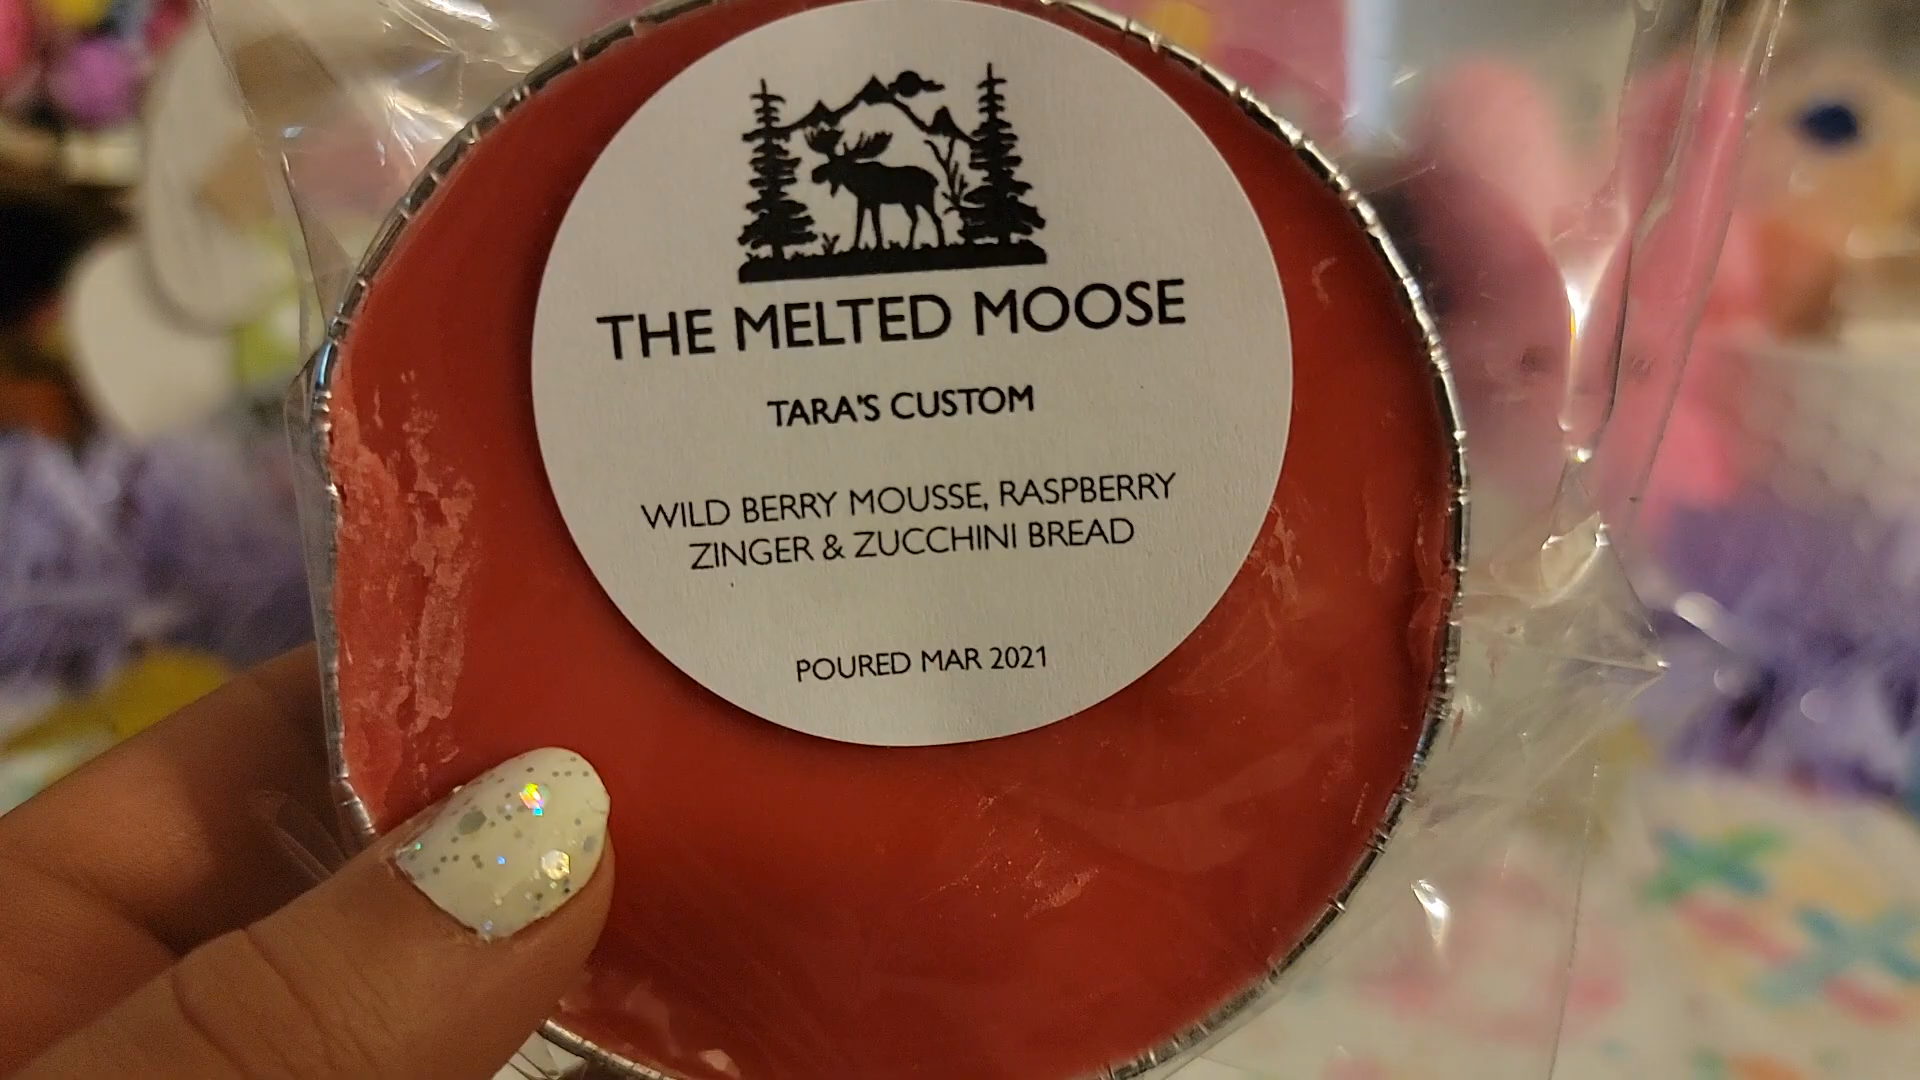 THE MELTED MOOSE
TARA'S CUSTOM
WILD BERRY MOUSSE, RASPBERRY
ZINGER & ZUCCHINI BREAD
POURED MAR 2021